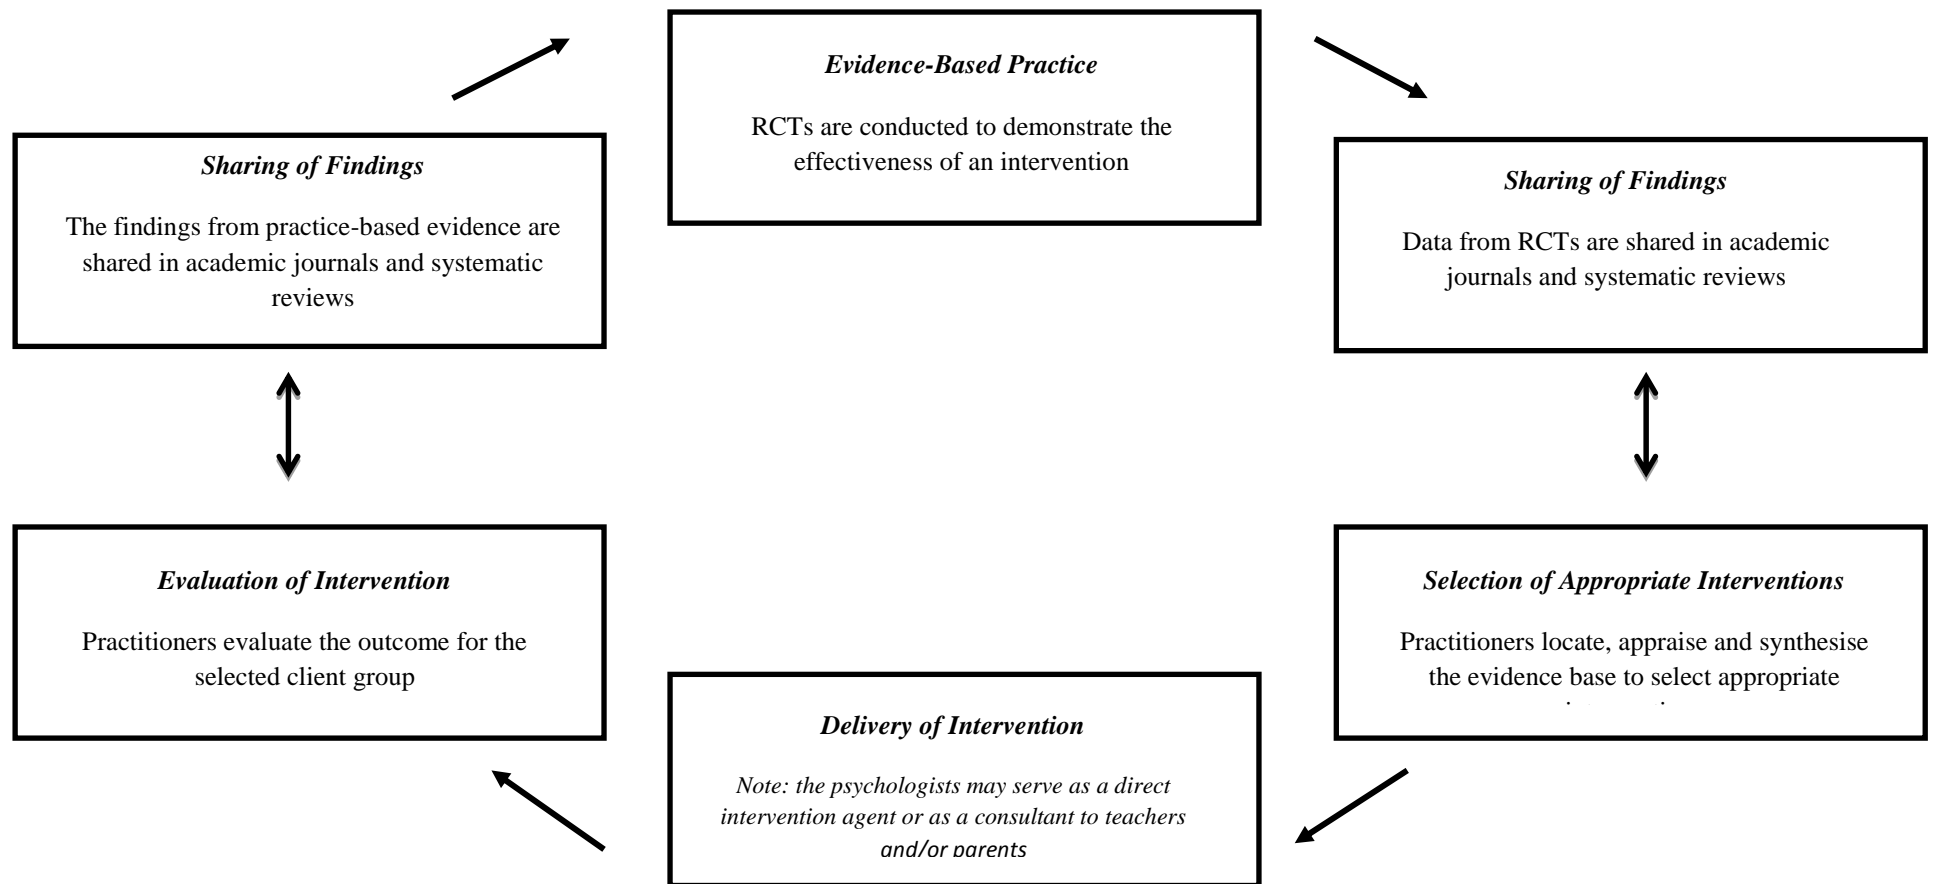 Evidence-Based Practice
RCTs are conducted to demonstrate the
effectiveness of an intervention
Sharing of Findings
The findings from practice-based evidence are
shared in academic journals and systematic
reviews
Sharing of Findings
Data from RCTs are shared in academic
journals and systematic reviews
Evaluation of Intervention
Practitioners evaluate the outcome for the
selected client group
Selection of Appropriate Interventions
Practitioners locate, appraise and synthesise
the evidence base to select appropriate
Delivery of Intervention
Note: the psychologists may serve as a direct
intervention agent or as a consultant to teachers
and/or parents